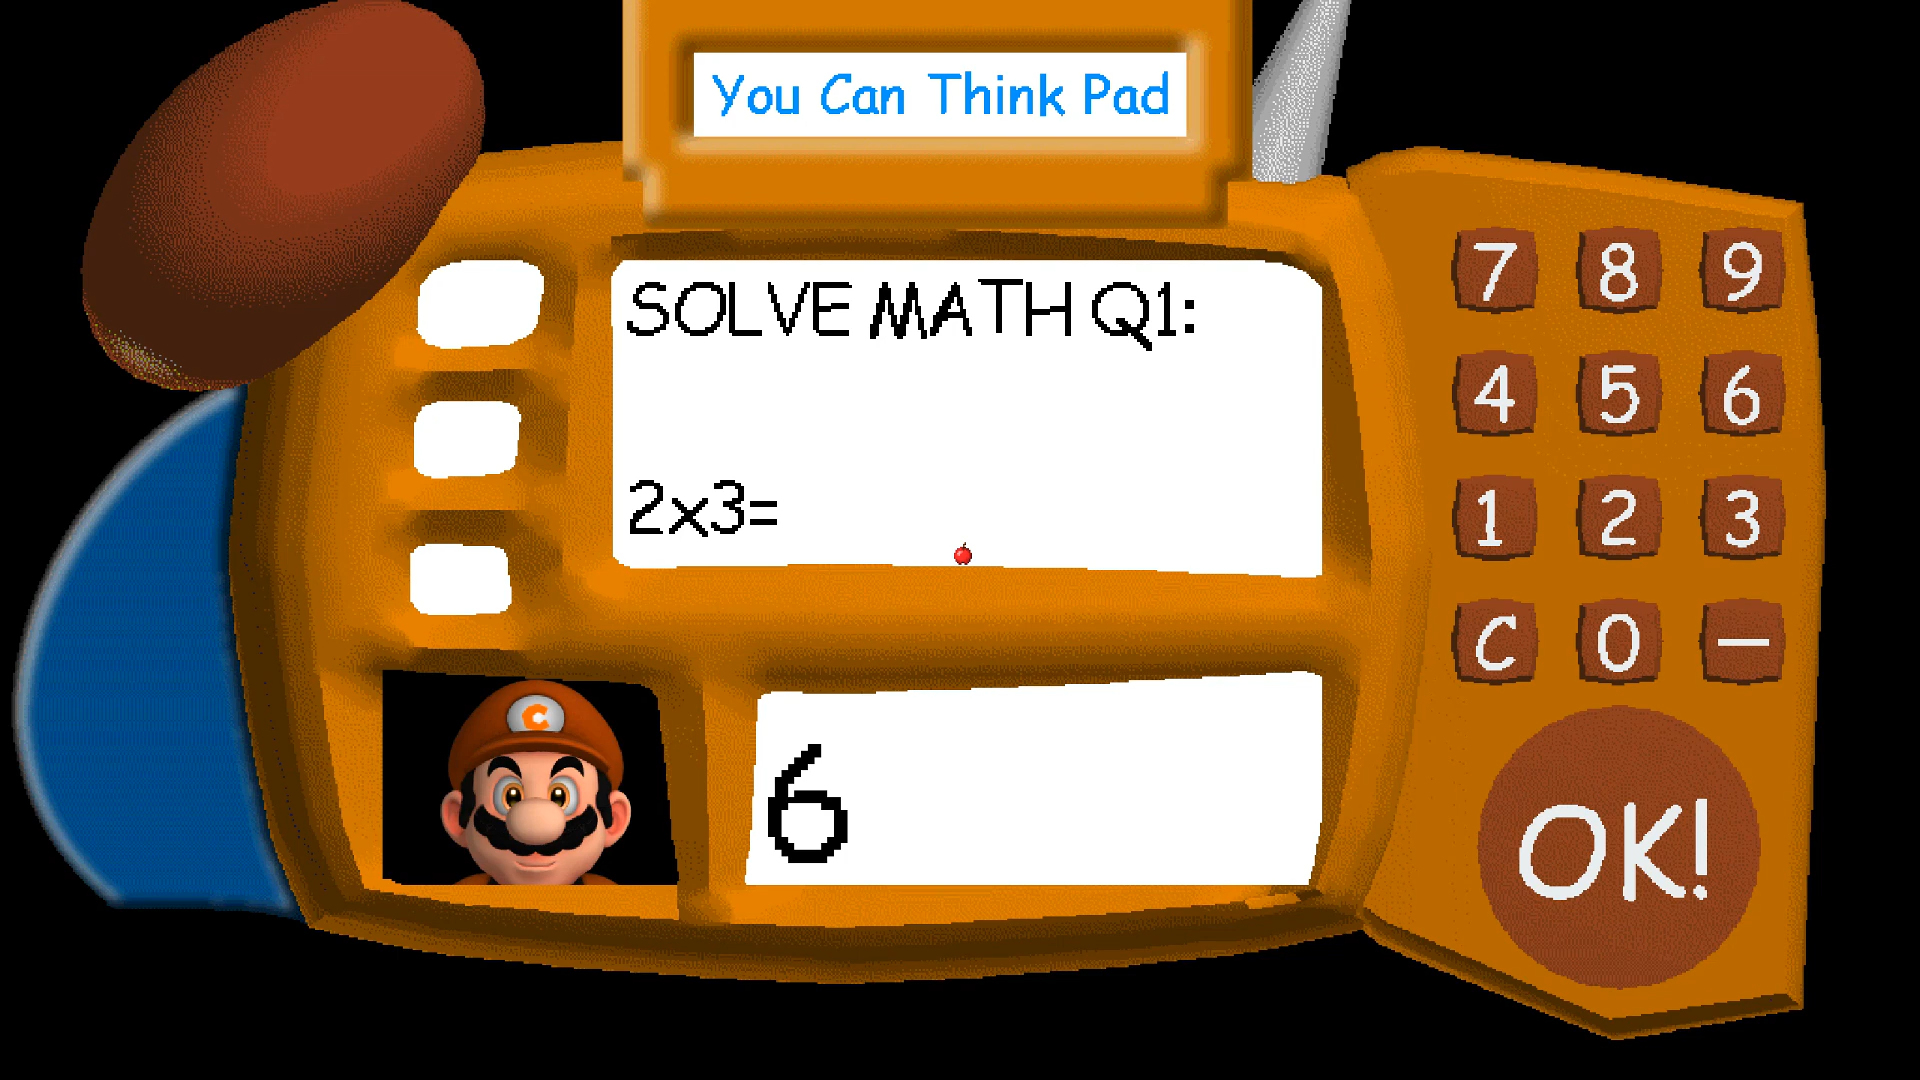 You Can Think Pad
SOLVE MATH Q1:
2x3=
6
7 8 9
4 5 6
1 2 3
C 0 −
OK!
C